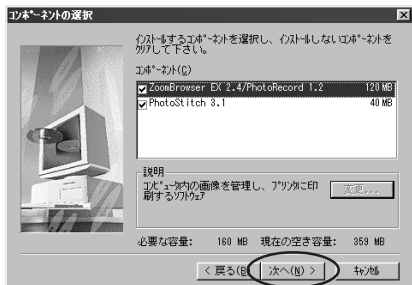 コンポーネントの選択
インストールするコンポーネントを選択し、インストールしないコンポーネントを
クリアして下さい。
コンポーネント(C)
ZoomBrowser EX 2.4/PhotoRecord 1.2 120 MB
PhotoStitch 3.1 40 MB
説明
コンピュータ内の画像を管理し、プリンタに印
刷するソフトウェア
変更...
必要な容量: 160 MB 現在の空き容量: 359 MB
< 戻る(B) 次へ(N) > キャンセル